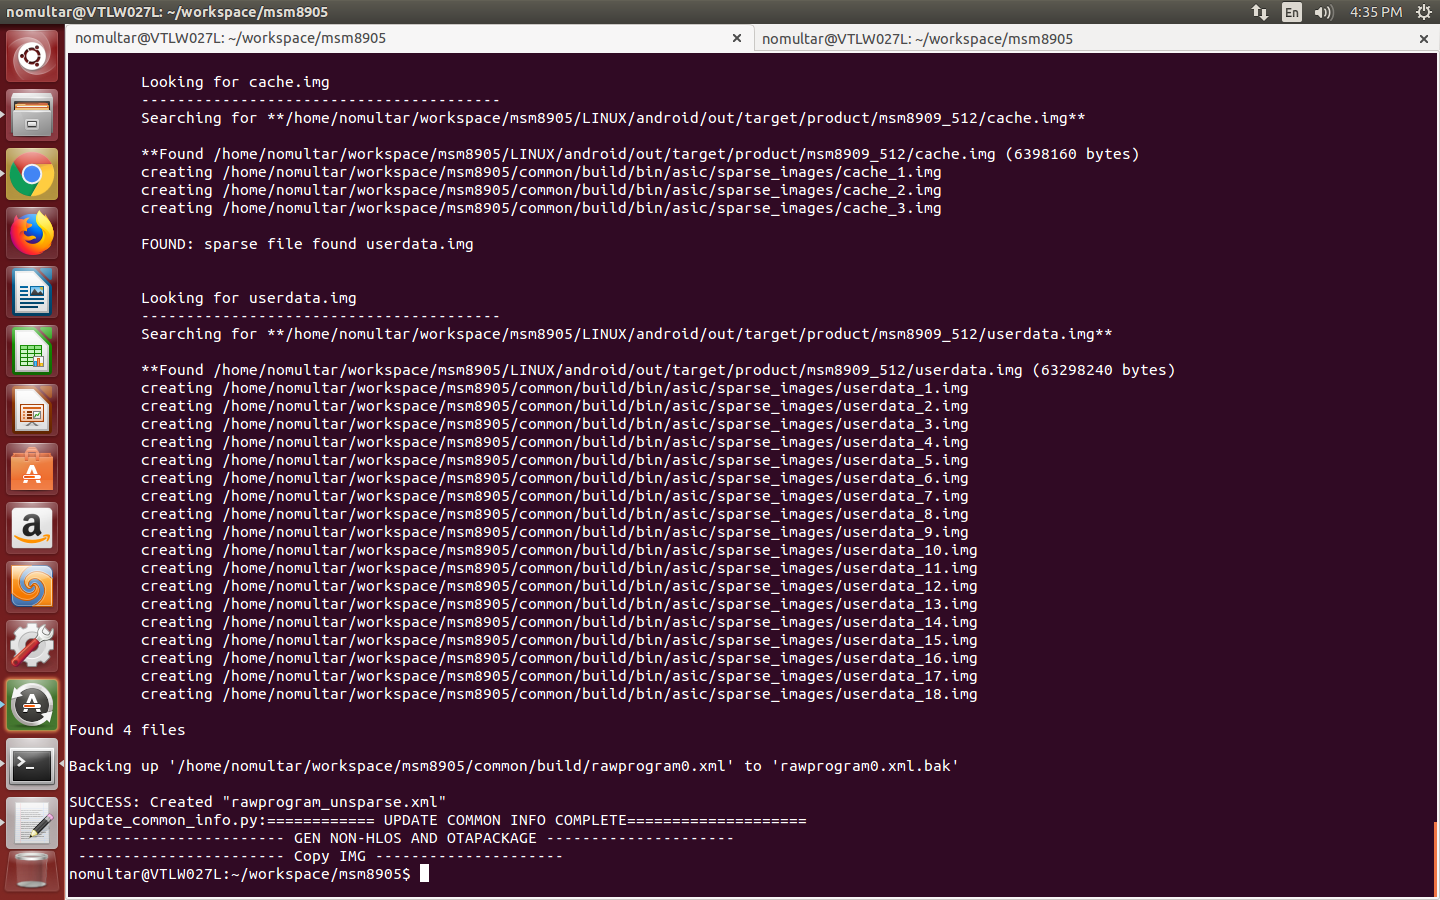 nomultar@VTLW027L: ~/workspace/msm8905
En
4:35 PM
nomultar@VTLW027L: ~/workspace/msm8905 ×
nomultar@VTLW027L: ~/workspace/msm8905 ×
Looking for cache.img
----------------------------------------
Searching for **/home/nomultar/workspace/msm8905/LINUX/android/out/target/product/msm8909_512/cache.img**
**Found /home/nomultar/workspace/msm8905/LINUX/android/out/target/product/msm8909_512/cache.img (6398160 bytes)
creating /home/nomultar/workspace/msm8905/common/build/bin/asic/sparse_images/cache_1.img
creating /home/nomultar/workspace/msm8905/common/build/bin/asic/sparse_images/cache_2.img
creating /home/nomultar/workspace/msm8905/common/build/bin/asic/sparse_images/cache_3.img
FOUND: sparse file found userdata.img
Looking for userdata.img
----------------------------------------
Searching for **/home/nomultar/workspace/msm8905/LINUX/android/out/target/product/msm8909_512/userdata.img**
**Found /home/nomultar/workspace/msm8905/LINUX/android/out/target/product/msm8909_512/userdata.img (63298240 bytes)
creating /home/nomultar/workspace/msm8905/common/build/bin/asic/sparse_images/userdata_1.img
creating /home/nomultar/workspace/msm8905/common/build/bin/asic/sparse_images/userdata_2.img
creating /home/nomultar/workspace/msm8905/common/build/bin/asic/sparse_images/userdata_3.img
creating /home/nomultar/workspace/msm8905/common/build/bin/asic/sparse_images/userdata_4.img
creating /home/nomultar/workspace/msm8905/common/build/bin/asic/sparse_images/userdata_5.img
creating /home/nomultar/workspace/msm8905/common/build/bin/asic/sparse_images/userdata_6.img
creating /home/nomultar/workspace/msm8905/common/build/bin/asic/sparse_images/userdata_7.img
creating /home/nomultar/workspace/msm8905/common/build/bin/asic/sparse_images/userdata_8.img
creating /home/nomultar/workspace/msm8905/common/build/bin/asic/sparse_images/userdata_9.img
creating /home/nomultar/workspace/msm8905/common/build/bin/asic/sparse_images/userdata_10.img
creating /home/nomultar/workspace/msm8905/common/build/bin/asic/sparse_images/userdata_11.img
creating /home/nomultar/workspace/msm8905/common/build/bin/asic/sparse_images/userdata_12.img
creating /home/nomultar/workspace/msm8905/common/build/bin/asic/sparse_images/userdata_13.img
creating /home/nomultar/workspace/msm8905/common/build/bin/asic/sparse_images/userdata_14.img
creating /home/nomultar/workspace/msm8905/common/build/bin/asic/sparse_images/userdata_15.img
creating /home/nomultar/workspace/msm8905/common/build/bin/asic/sparse_images/userdata_16.img
creating /home/nomultar/workspace/msm8905/common/build/bin/asic/sparse_images/userdata_17.img
creating /home/nomultar/workspace/msm8905/common/build/bin/asic/sparse_images/userdata_18.img
Found 4 files
Backing up '/home/nomultar/workspace/msm8905/common/build/rawprogram0.xml' to 'rawprogram0.xml.bak'
SUCCESS: Created "rawprogram_unsparse.xml"
update_common_info.py:============ UPDATE COMMON INFO COMPLETE====================
----------------------- GEN NON-HLOS AND OTAPACKAGE ---------------------
----------------------- Copy IMG ---------------------
nomultar@VTLW027L:~/workspace/msm8905$